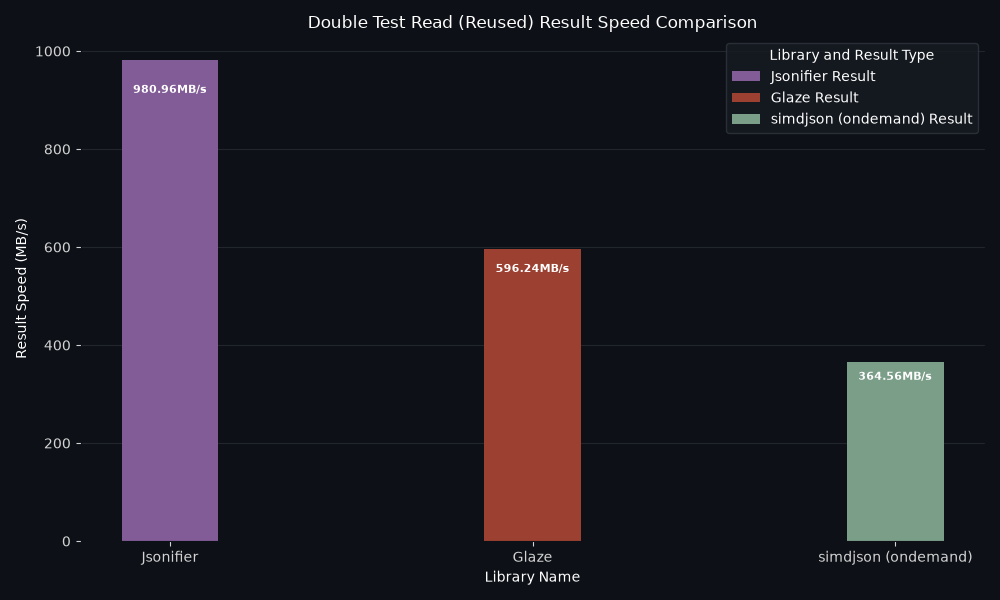 Double Test Read (Reused) Result Speed Comparison
Library and Result Type
Jsonifier Result
Glaze Result
simdjson (ondemand) Result
1000
800
600
400
200
0
Result Speed (MB/s)
980.96MB/s
596.24MB/s
364.56MB/s
Jsonifier
Glaze
simdjson (ondemand)
Library Name